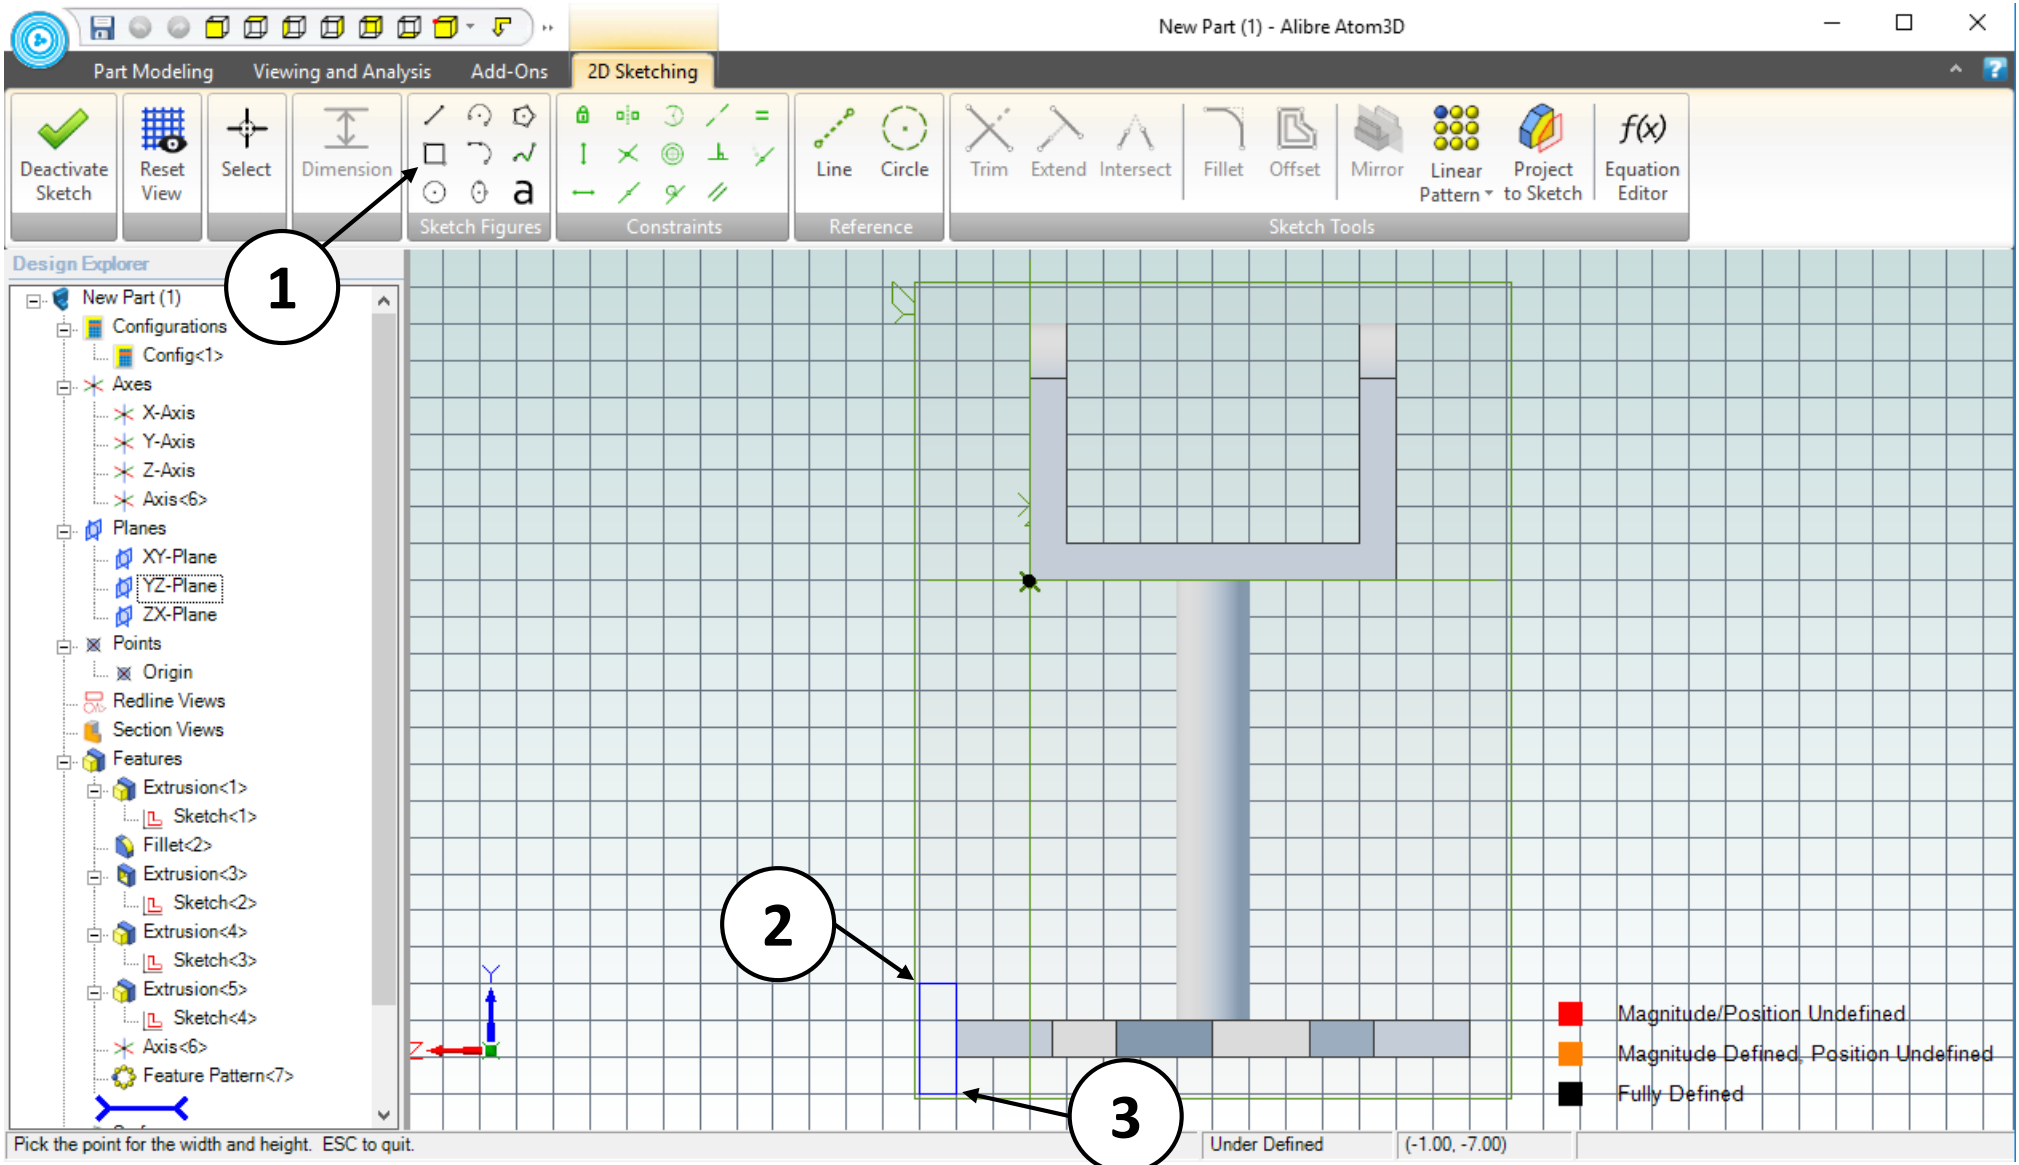 New Part (1) - Alibre Atom3D
Part Modeling
Viewing and Analysis
Add-Ons
2D Sketching
Deactivate
Sketch
Reset
View
Select
Dimension
a
Sketch Figures
Constraints
Line
Circle
Reference
Trim
Extend
Intersect
Fillet
Offset
Mirror
Linear
Pattern
Project
to Sketch
f(x)
Equation
Editor
Sketch Tools
1
Design Explorer
New Part (1)
Configurations
Config<1>
Axes
X-Axis
Y-Axis
Z-Axis
Axis<6>
Planes
XY-Plane
YZ-Plane
ZX-Plane
Points
Origin
Redline Views
Section Views
Features
Extrusion<1>
Sketch<1>
Fillet<2>
Extrusion<3>
Sketch<2>
Extrusion<4>
Sketch<3>
Extrusion<5>
Sketch<4>
Axis<6>
Feature Pattern<7>
2
Y
Z
3
Magnitude/Position Undefined
Magnitude Defined, Position Undefined
Fully Defined
Pick the point for the width and height. ESC to quit.
Under Defined
(-1.00, -7.00)